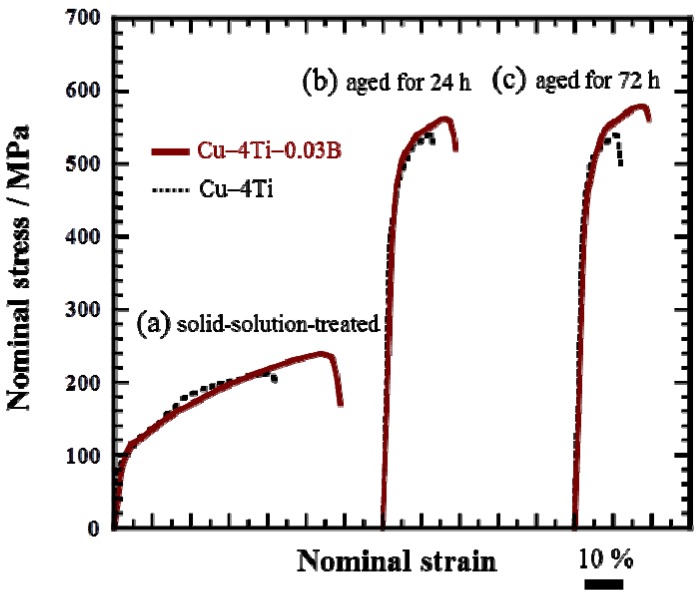 700
600
500
400
300
200
100
0
Nominal stress / MPa
(b) aged for 24 h
(c) aged for 72 h
Cu–4Ti–0.03B
Cu–4Ti
(a) solid-solution-treated
Nominal strain
10 %